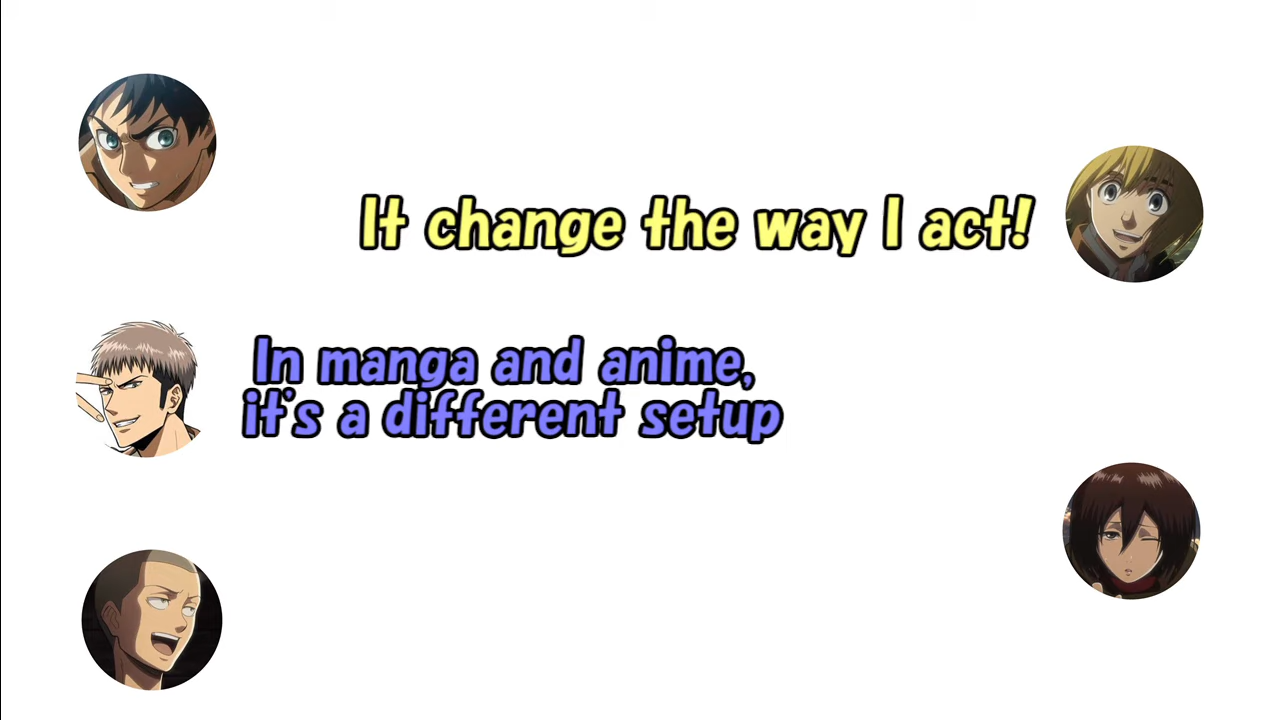 It change the way I act!
In manga and anime,
it's a different setup